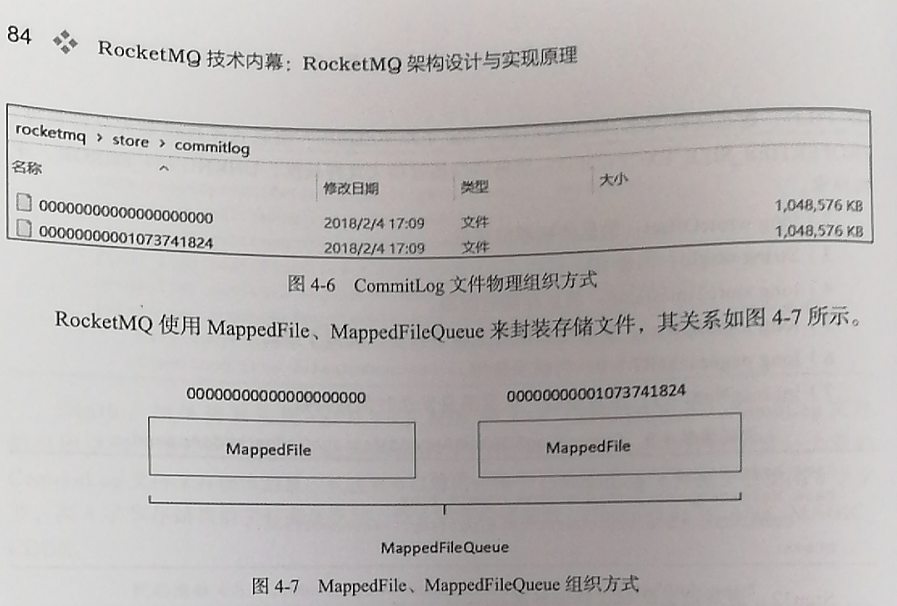 84 RocketMQ 技术内幕：RocketMQ 架构设计与实现原理
rocketmq > store > commitlog
名称 修改日期 类型 大小
00000000000000000000 2018/2/4 17:09 文件 1,048,576 KB
00000000001073741824 2018/2/4 17:09 文件 1,048,576 KB
图 4-6 CommitLog 文件物理组织方式
RocketMQ 使用 MappedFile、MappedFileQueue 来封装存储文件，其关系如图 4-7 所示。
00000000000000000000 00000000001073741824
MappedFile MappedFile
MappedFileQueue
图 4-7 MappedFile、MappedFileQueue 组织方式